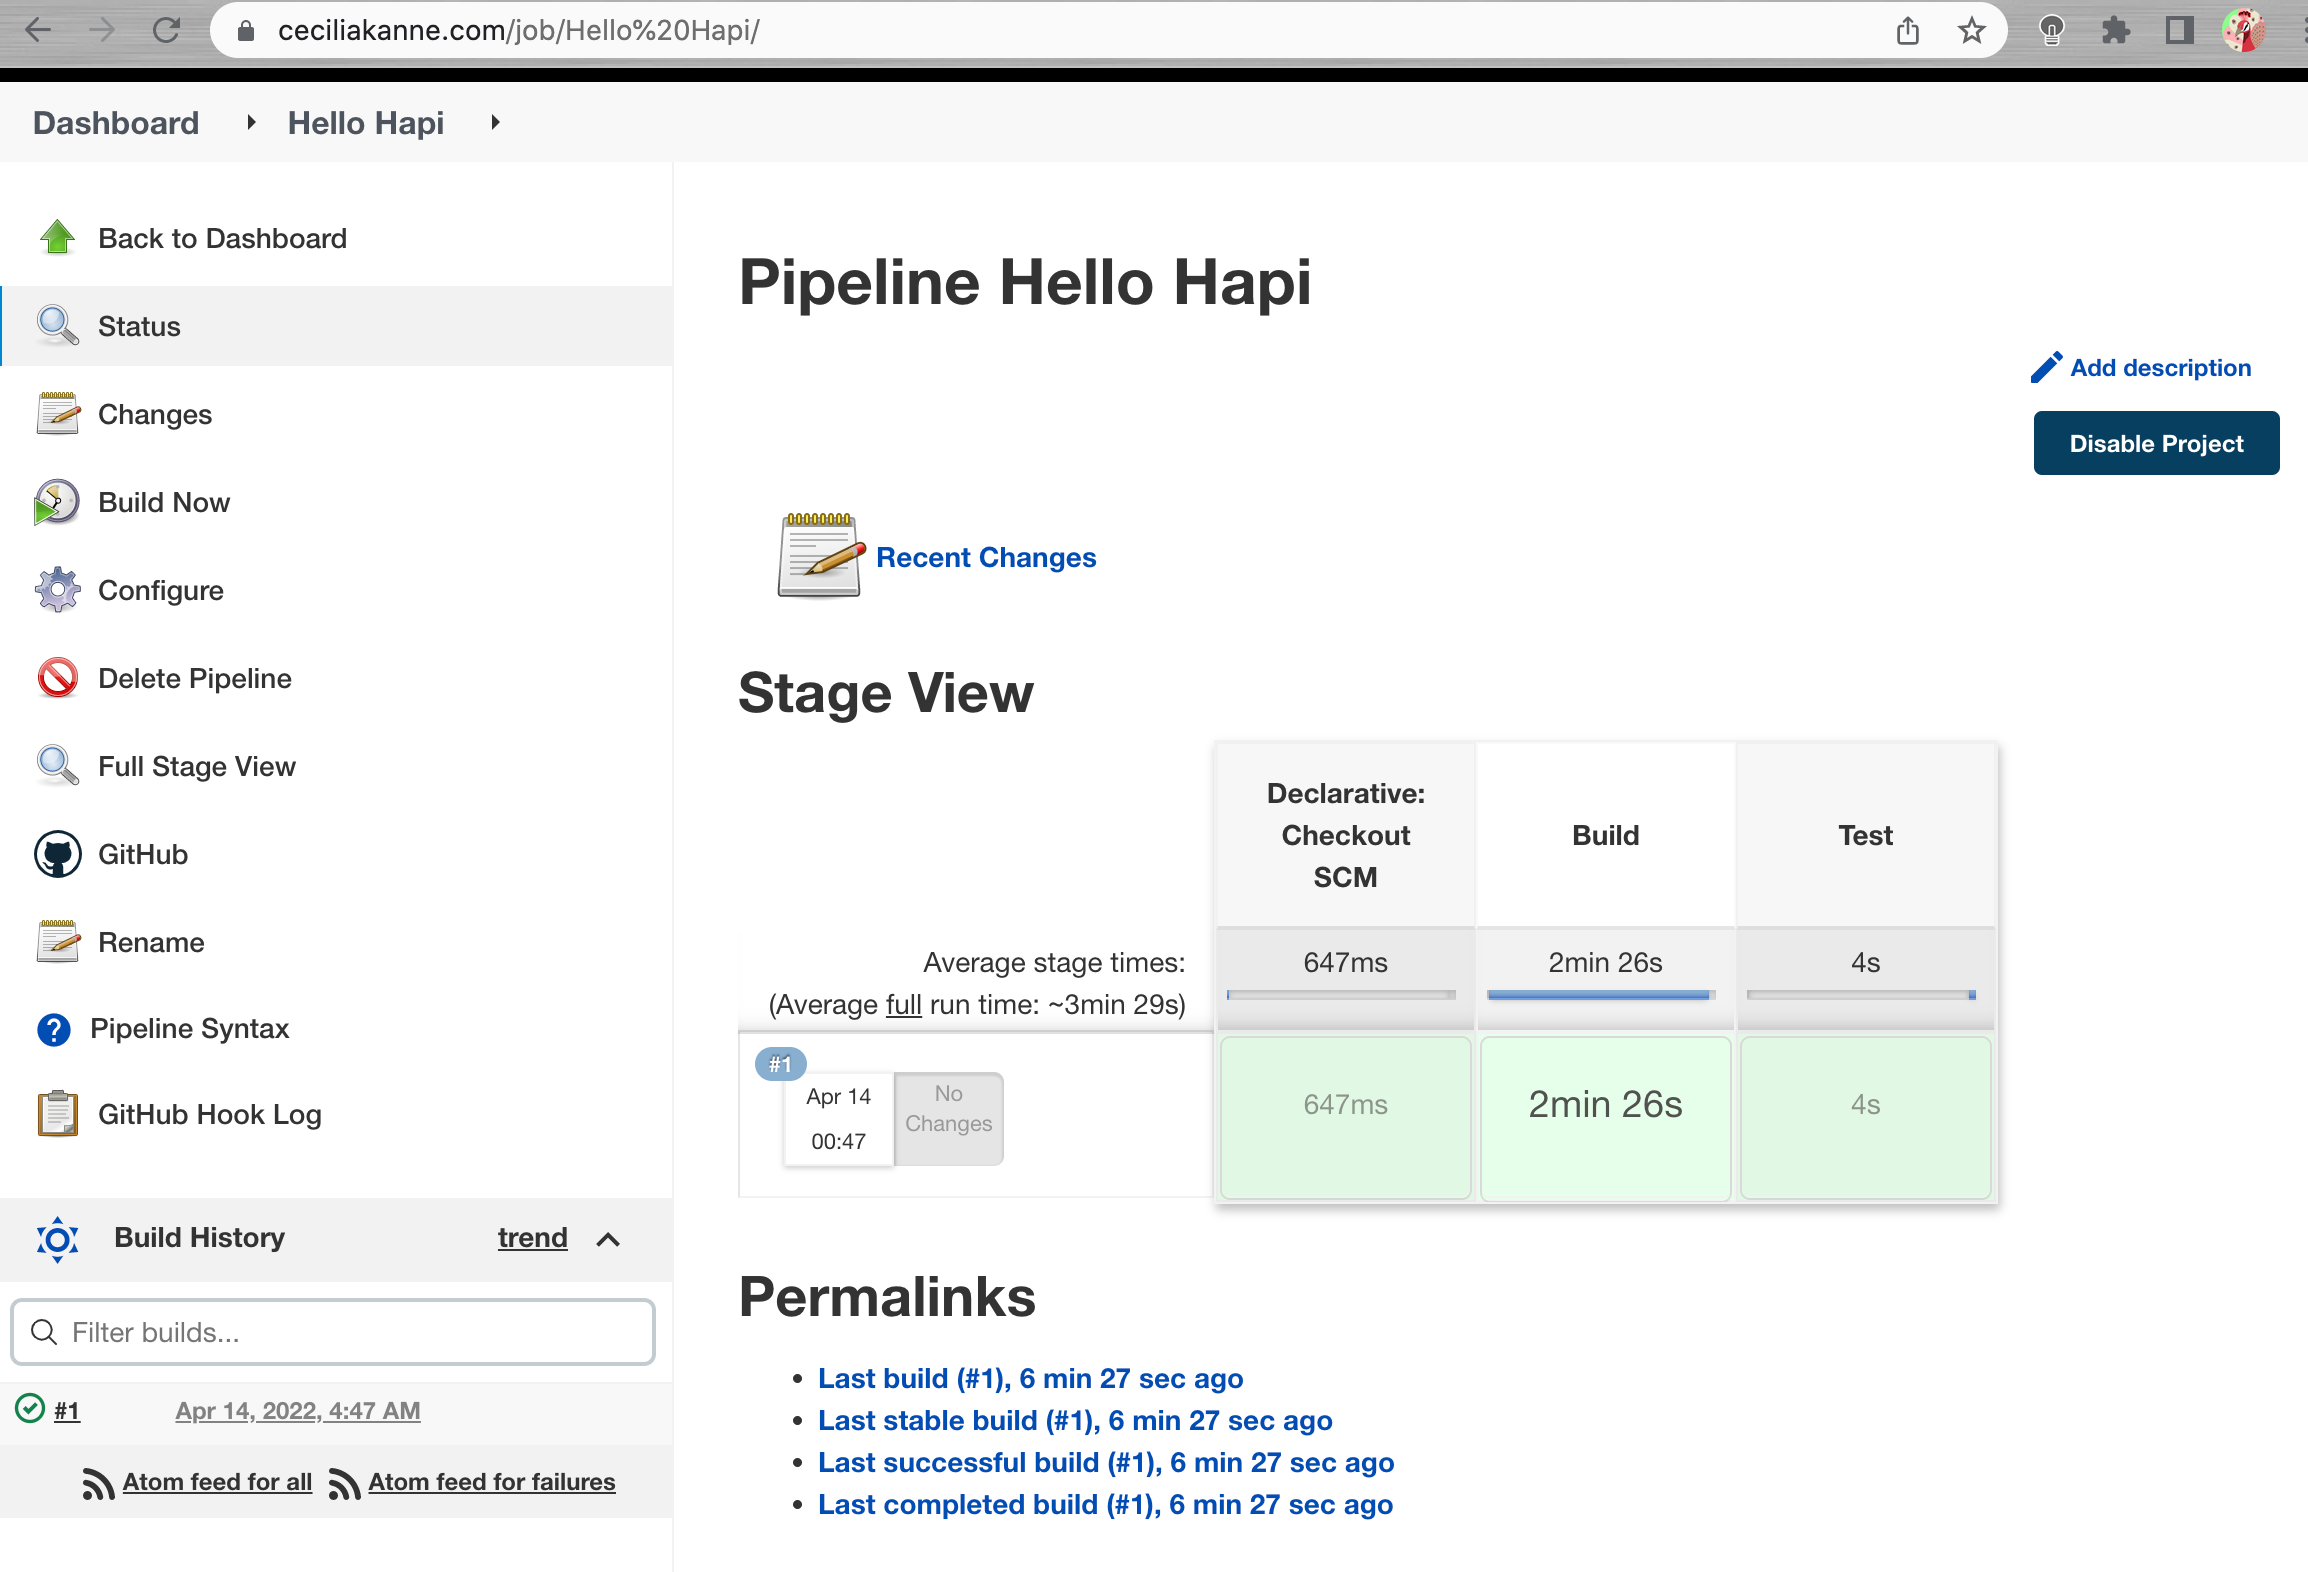 ceciliakanne.com/job/Hello%20Hapi/
Dashboard
Hello Hapi
Back to Dashboard
Status
Changes
Build Now
Configure
Delete Pipeline
Full Stage View
GitHub
Rename
? Pipeline Syntax
GitHub Hook Log
Build History
trend
Filter builds...
#1
Apr 14, 2022, 4:47 AM
Atom feed for all
Atom feed for failures
Pipeline Hello Hapi
Add description
Disable Project
Recent Changes
Stage View
Declarative:
Checkout
SCM
Build
Test
Average stage times:
(Average full run time: ~3min 29s)
647ms
2min 26s
4s
#1
Apr 14
00:47
No
Changes
647ms
2min 26s
4s
Permalinks
Last build (#1), 6 min 27 sec ago
Last stable build (#1), 6 min 27 sec ago
Last successful build (#1), 6 min 27 sec ago
Last completed build (#1), 6 min 27 sec ago